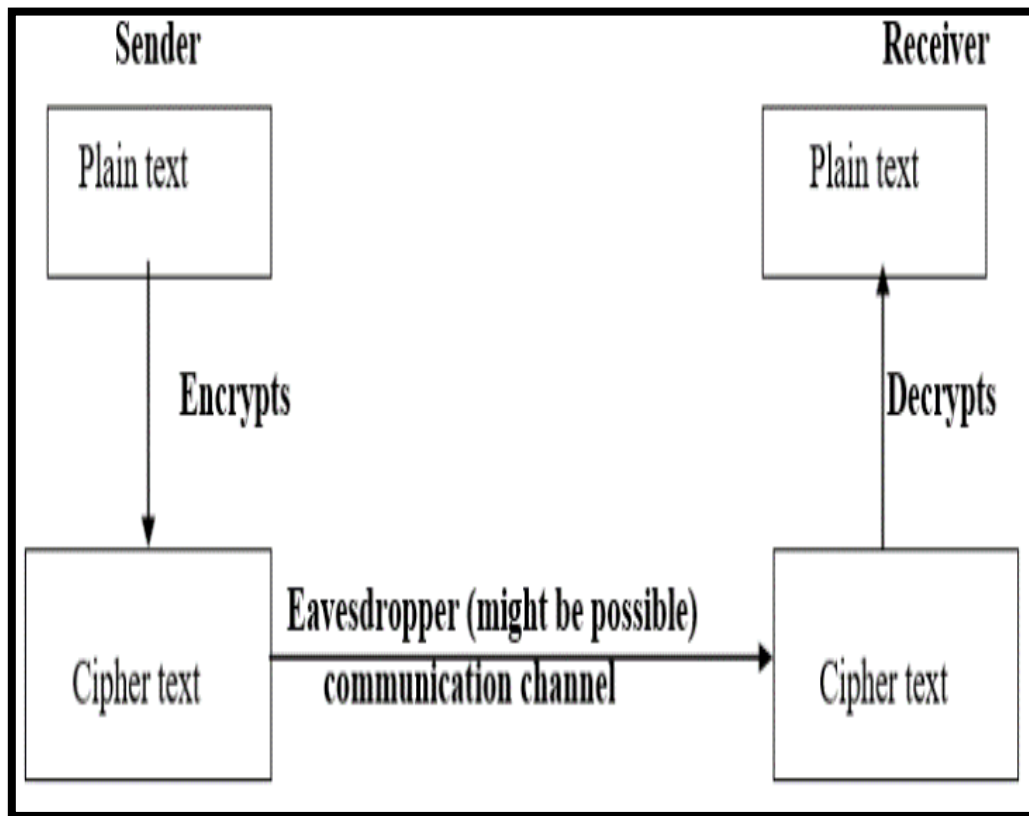 Sender
Receiver
Plain text
Plain text
Encrypts
Decrypts
Eavesdropper (might be possible)
communication channel
Cipher text
Cipher text